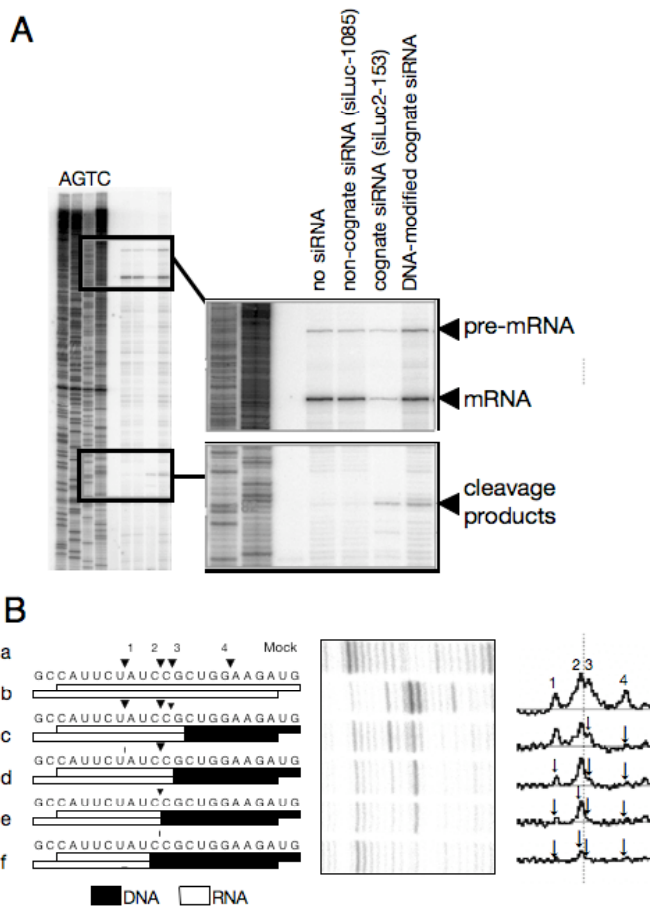 A
AGTC
no siRNA
non-cognate siRNA (siLuc-1085)
cognate siRNA (siLuc2-153)
DNA-modified cognate siRNA
pre-mRNA
mRNA
cleavage
products
B
a
1 2 3 4 Mock
GCCAUUCUAUCCGCUGGAAGAUG
b
GCCAUUCUAUCCGCUGGAAGAUG
c
GCCAUUCUAUCCGCUGGAAGAUG
d
GCCAUUCUAUCCGCUGGAAGAUG
e
GCCAUUCUAUCCGCUGGAAGAUG
f
DNA RNA
1 2 3 4